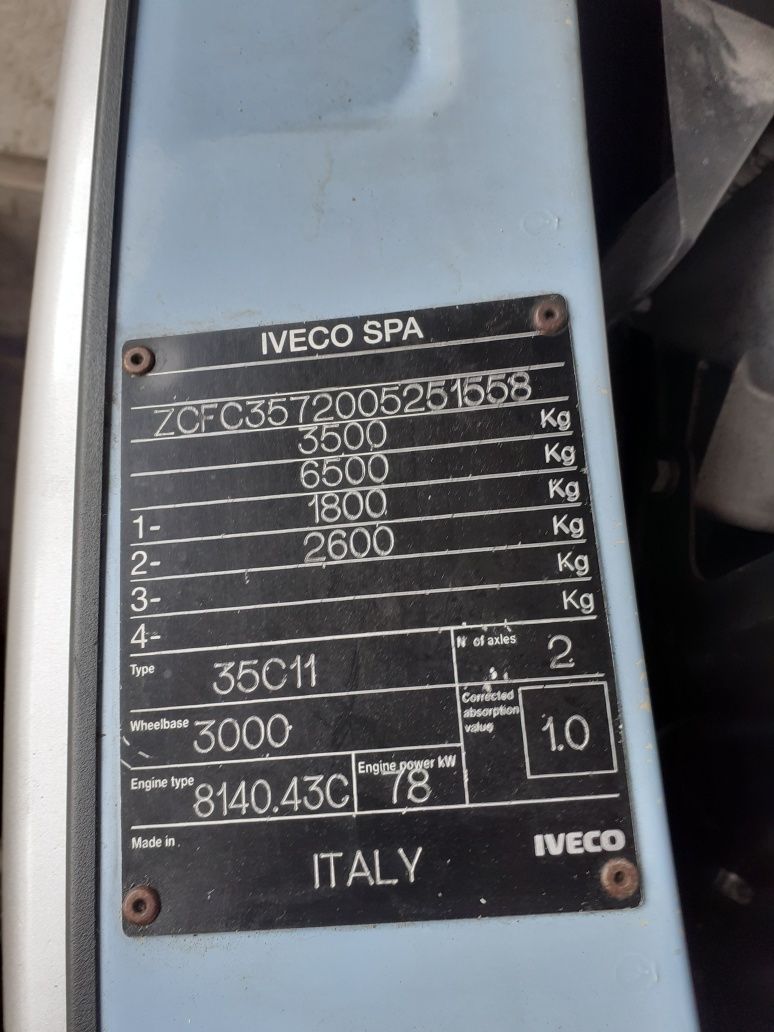 IVECO SPA
ZCFC3572005251558
3500 Kg
6500 Kg
1- 1800 Kg
2- 2600 Kg
3- Kg
4- Kg
Type 35C11 N° of axles 2
Wheelbase 3000 Corrected absorption value 1.0
Engine type 8140.43C Engine power kW 78
Made in ITALY IVECO